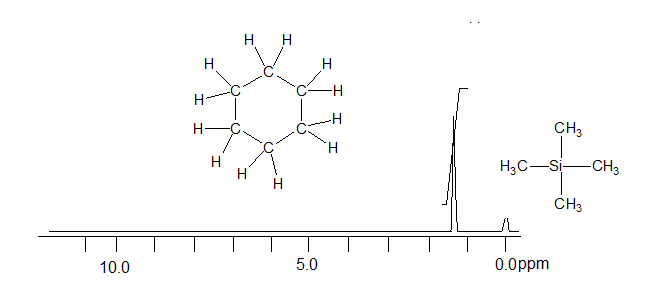 H H
H H
C
H C C H
H C C H
H C H
H H
CH3
H3C Si CH3
CH3
10.0 5.0 0.0ppm